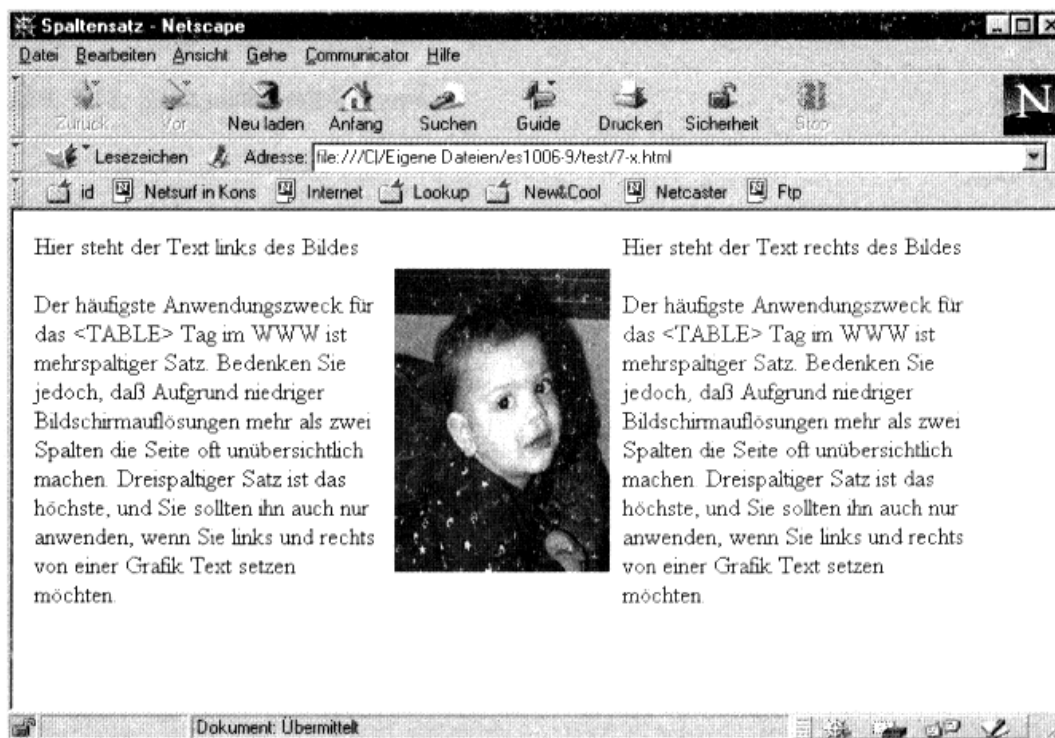 Spaltensatz - Netscape
Datei Bearbeiten Ansicht Gehe Communicator Hilfe
Zurück Vor Neu laden Anfang Suchen Guide Drucken Sicherheit Stop
N
Lesezeichen Adresse: file:///C|/Eigene Dateien/es1006-9/test/7-x.html
id Netsurf in Kons Internet Lookup New&Cool Netcaster Ftp
Hier steht der Text links des Bildes
Der häufigste Anwendungszweck für
das <TABLE> Tag im WWW ist
mehrspaltiger Satz. Bedenken Sie
jedoch, daß Aufgrund niedriger
Bildschirmauflösungen mehr als zwei
Spalten die Seite oft unübersichtlich
machen. Dreispaltiger Satz ist das
höchste, und Sie sollten ihn auch nur
anwenden, wenn Sie links und rechts
von einer Grafik Text setzen
möchten.
Hier steht der Text rechts des Bildes
Der häufigste Anwendungszweck für
das <TABLE> Tag im WWW ist
mehrspaltiger Satz. Bedenken Sie
jedoch, daß Aufgrund niedriger
Bildschirmauflösungen mehr als zwei
Spalten die Seite oft unübersichtlich
machen. Dreispaltiger Satz ist das
höchste, und Sie sollten ihn auch nur
anwenden, wenn Sie links und rechts
von einer Grafik Text setzen
möchten.
Dokument: Übermittelt